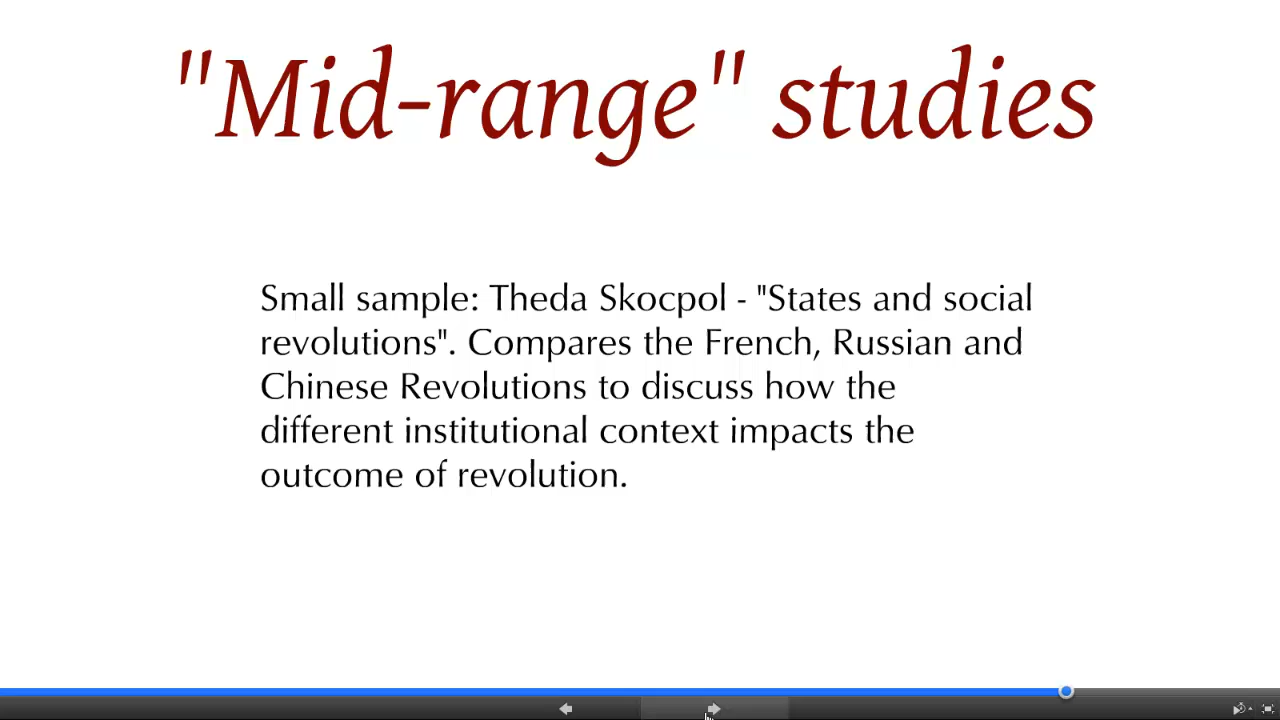 "Mid-range" studies
Small sample: Theda Skocpol - "States and social
revolutions". Compares the French, Russian and
Chinese Revolutions to discuss how the
different institutional context impacts the
outcome of revolution.